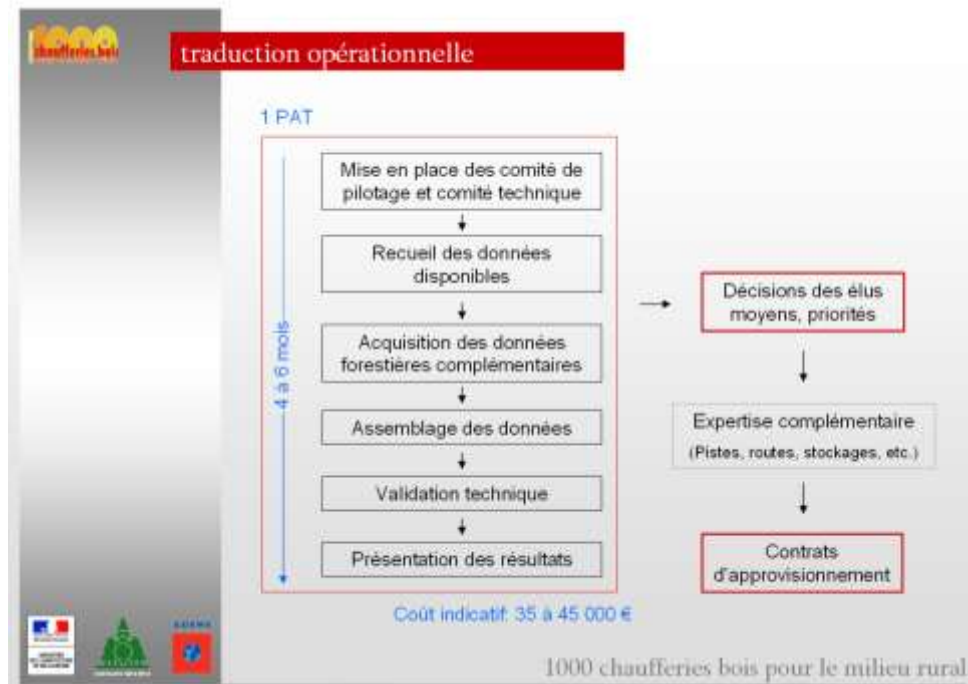 1000
chaufferies bois
traduction opérationnelle
1 PAT
4 à 6 mois
Mise en place des comité de
pilotage et comité technique
Recueil des données
disponibles
Acquisition des données
forestières complémentaires
Assemblage des données
Validation technique
Présentation des résultats
Coût indicatif: 35 à 45 000 €
Décisions des élus
moyens, priorités
Expertise complémentaire
(Pistes, routes, stockages, etc.)
Contrats
d'approvisionnement
ADEME
1000 chaufferies bois pour le milieu rural